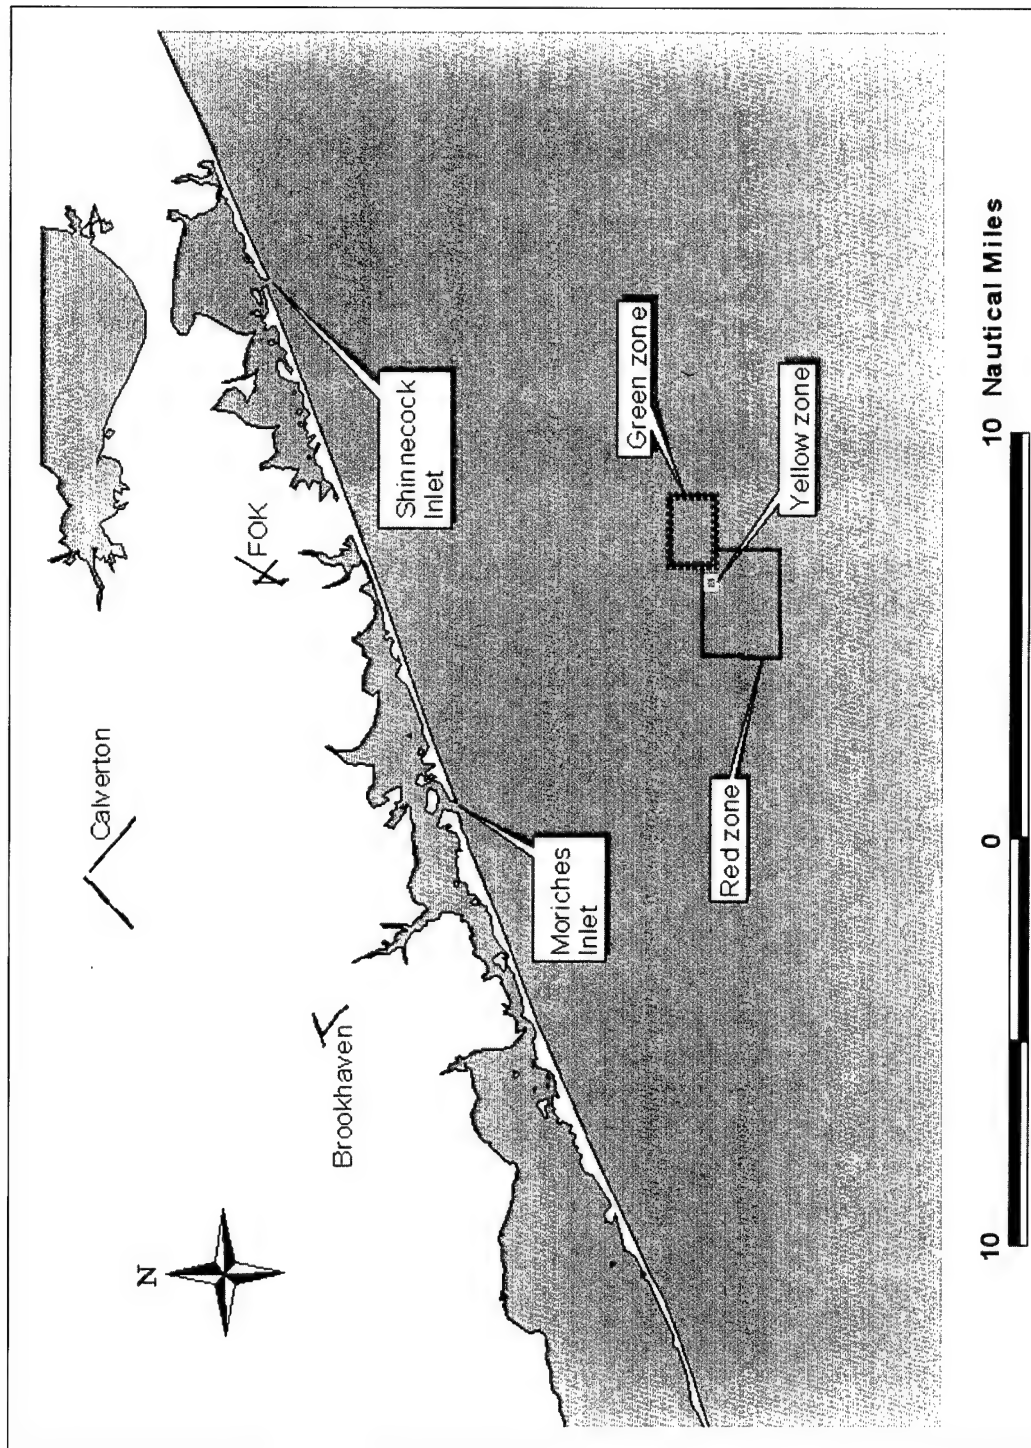 N
Calverton
Brookhaven
FOK
Shinnecock
Inlet
Moriches
Inlet
Green zone
Yellow zone
Red zone
10
0
10 Nautical Miles